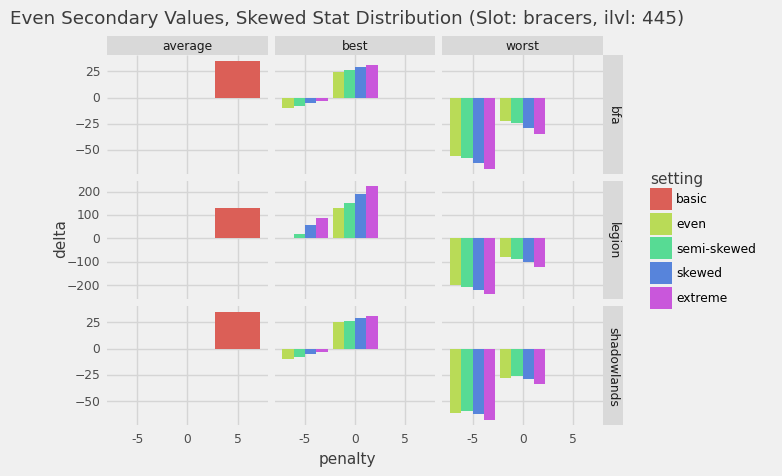 Even Secondary Values, Skewed Stat Distribution (Slot: bracers, ilvl: 445)
average
best
worst
25
0
−25
−50
bfa
200
100
0
−100
−200
legion
25
0
−25
−50
shadowlands
-5
0
5
-5
0
5
-5
0
5
penalty
delta
setting
basic
even
semi-skewed
skewed
extreme